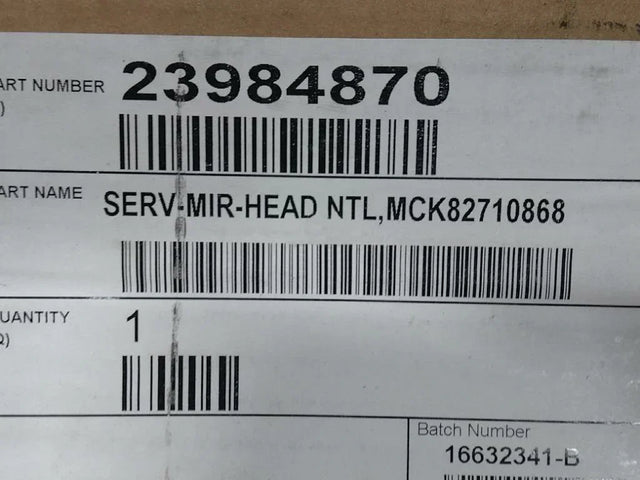 ART NUMBER
)
23984870
ART NAME
SERV-MIR-HEAD NTL,MCK82710868
UANTITY
Q)
1
Batch Number
16632341-B